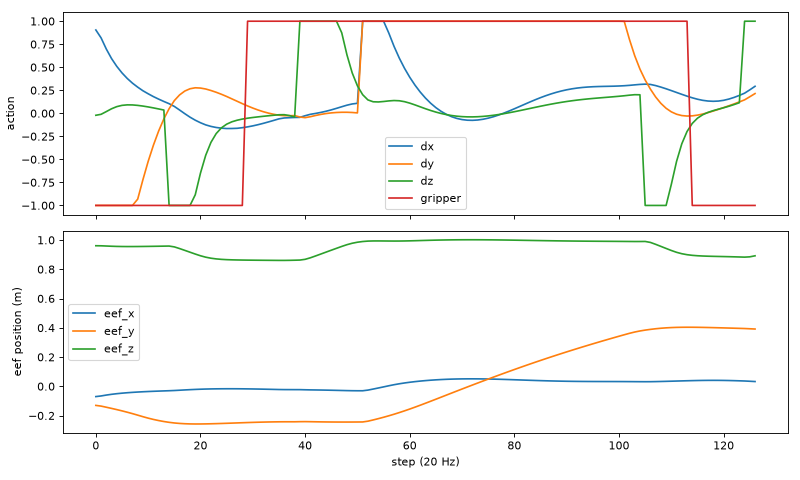 1.00
0.75
0.50
0.25
0.00
−0.25
−0.50
−0.75
−1.00
action
dx
dy
dz
gripper
1.0
0.8
0.6
0.4
0.2
0.0
−0.2
eef position (m)
eef_x
eef_y
eef_z
0 20 40 60 80 100 120
step (20 Hz)